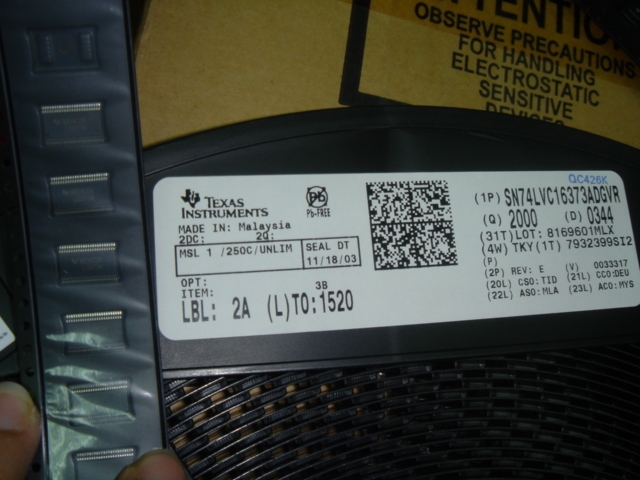 ATTENTION
OBSERVE PRECAUTIONS
FOR HANDLING
ELECTROSTATIC
SENSITIVE
DEVICES
QC426K
TEXAS
INSTRUMENTS
Pb
Pb-FREE
MADE IN: Malaysia
2DC: 2Q:
MSL 1 /250C/UNLIM
SEAL DT
11/18/03
OPT:
ITEM: 3B
LBL: 2A (L)TO:1520
(1P) SN74LVC16373ADGVR
(Q) 2000 (D) 0344
(31T)LOT: 8169601MLX
(4W) TKY(1T) 7932399SI2
(P)
(2P) REV: E (V) 0033317
(20L) CSO:TID (21L) CCO:DEU
(22L) ASO:MLA (23L) ACO:MYS